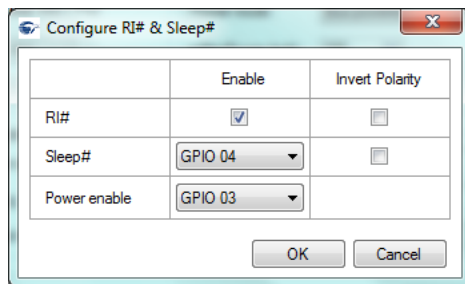 Configure RI# & Sleep#
Enable Invert Polarity
RI#
Sleep# GPIO 04
Power enable GPIO 03
OK Cancel